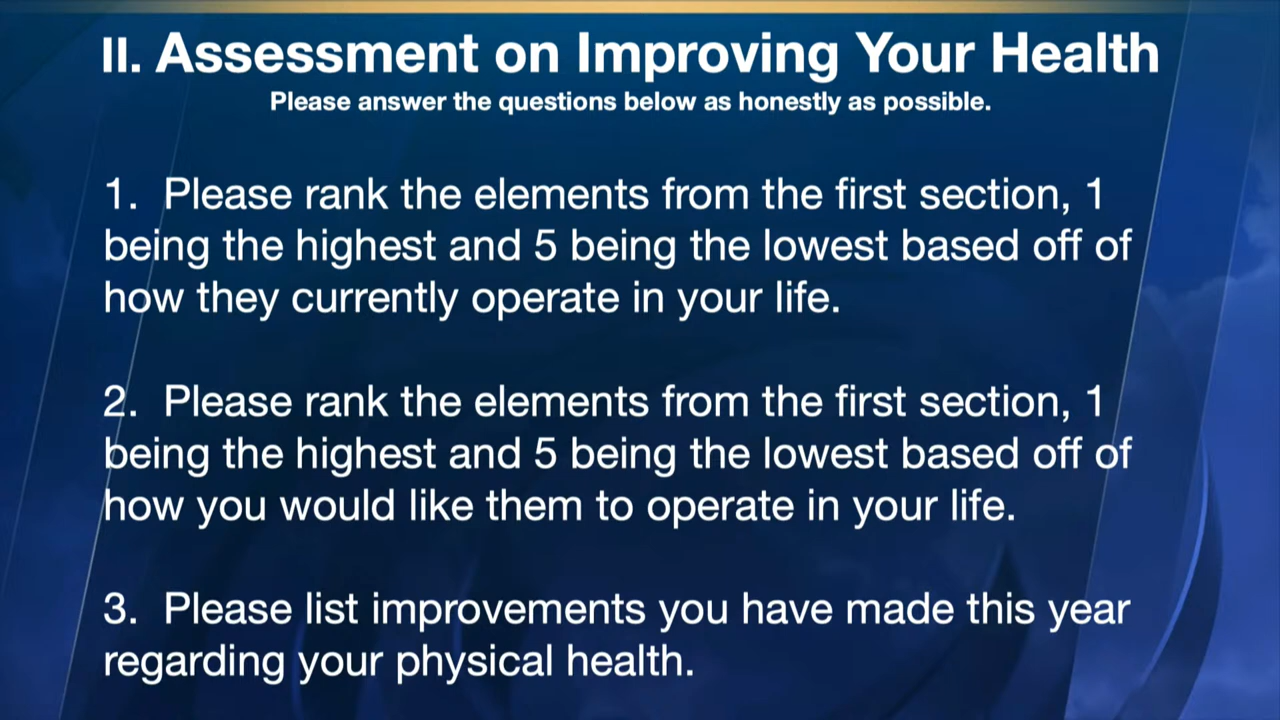 II. Assessment on Improving Your Health
Please answer the questions below as honestly as possible.
1. Please rank the elements from the first section, 1
being the highest and 5 being the lowest based off of
how they currently operate in your life.
2. Please rank the elements from the first section, 1
being the highest and 5 being the lowest based off of
how you would like them to operate in your life.
3. Please list improvements you have made this year
regarding your physical health.